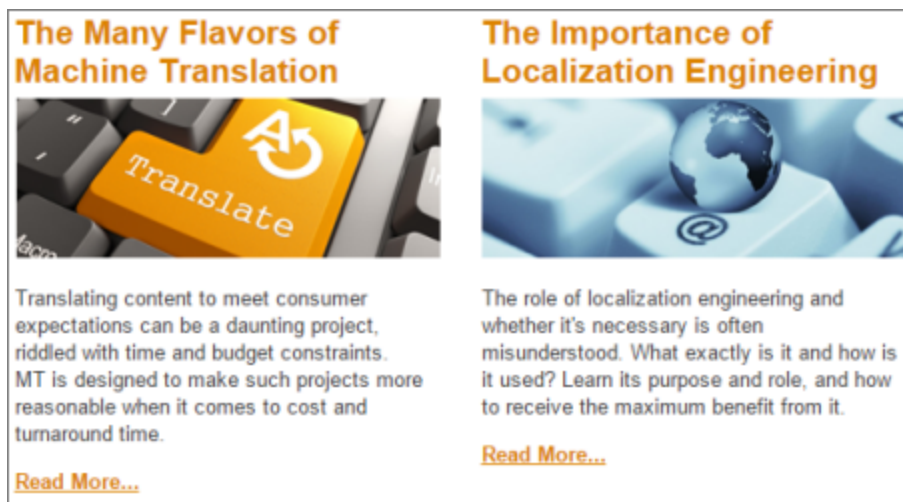 The Many Flavors of
Machine Translation
A
Translate
Macro
Translating content to meet consumer
expectations can be a daunting project,
riddled with time and budget constraints.
MT is designed to make such projects more
reasonable when it comes to cost and
turnaround time.
Read More...
The Importance of
Localization Engineering
@
The role of localization engineering and
whether it's necessary is often
misunderstood. What exactly is it and how is
it used? Learn its purpose and role, and how
to receive the maximum benefit from it.
Read More...